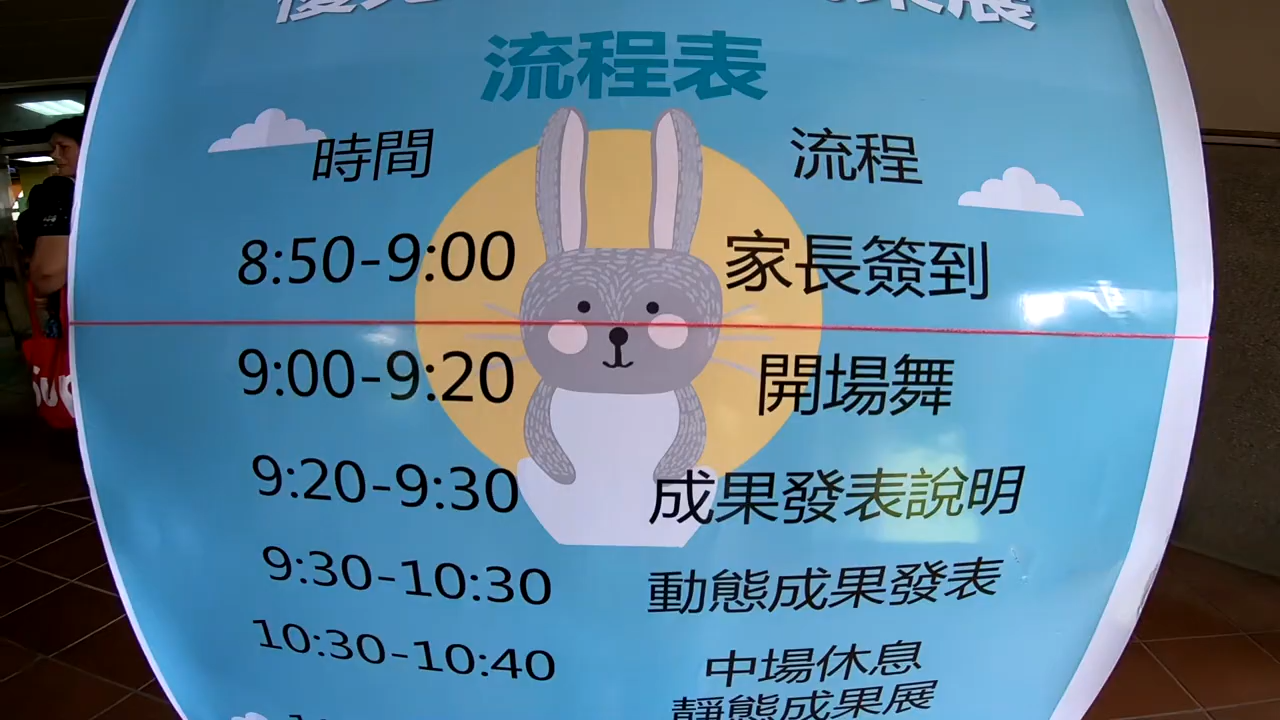 流程表
時間 流程
8:50-9:00 家長簽到
9:00-9:20 開場舞
9:20-9:30 成果發表說明
9:30-10:30 動態成果發表
10:30-10:40 中場休息
靜態成果展